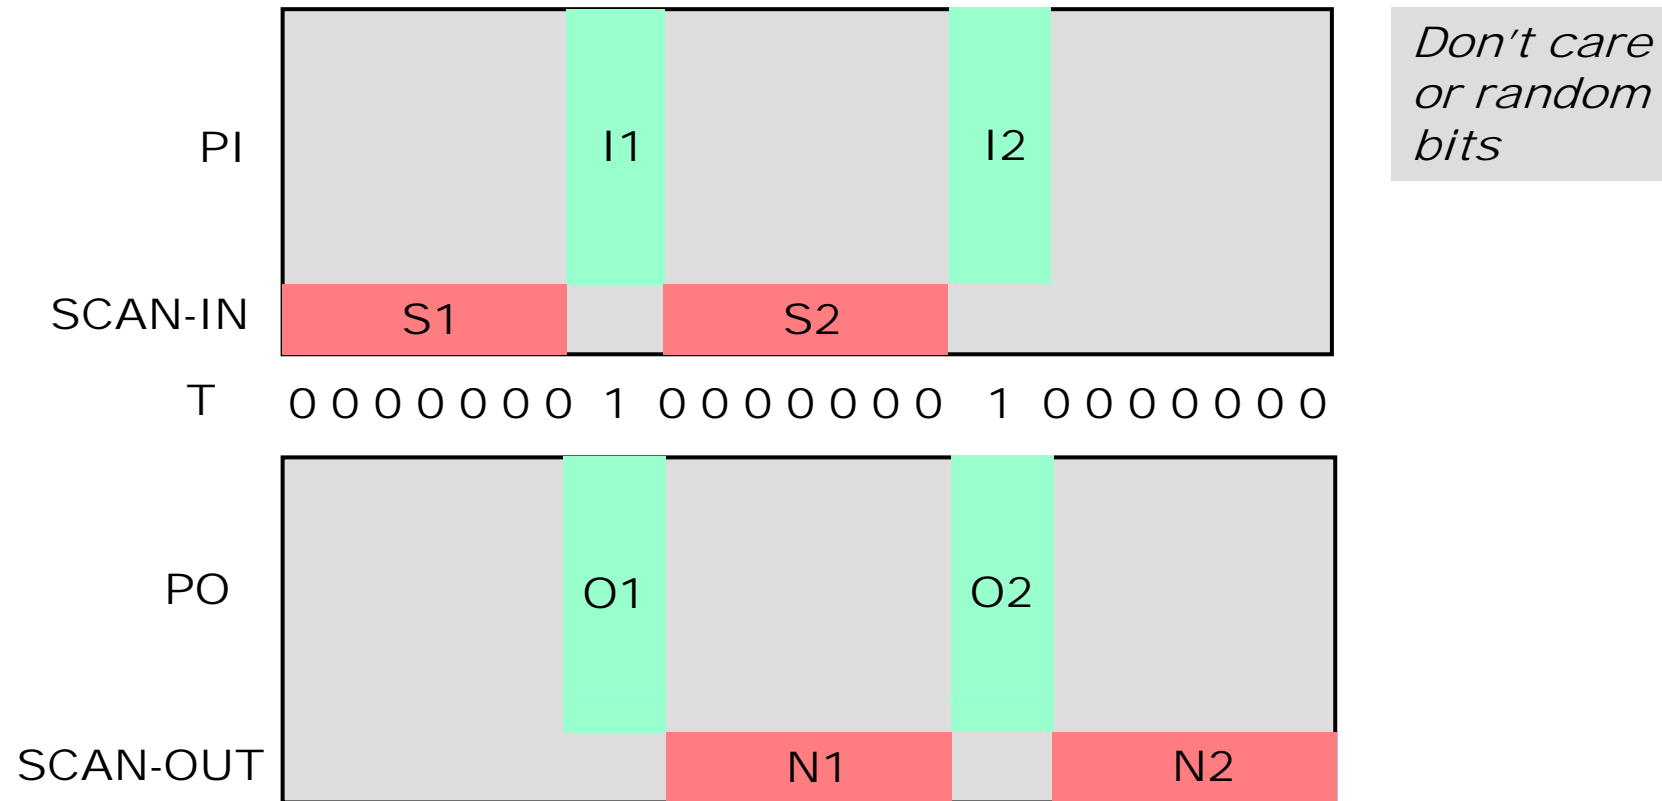 PI
I1
I2
Don't care
or random
bits
SCAN-IN
S1
S2
T
0 0 0 0 0 0 0 1 0 0 0 0 0 0 0 1 0 0 0 0 0 0 0
PO
O1
O2
SCAN-OUT
N1
N2